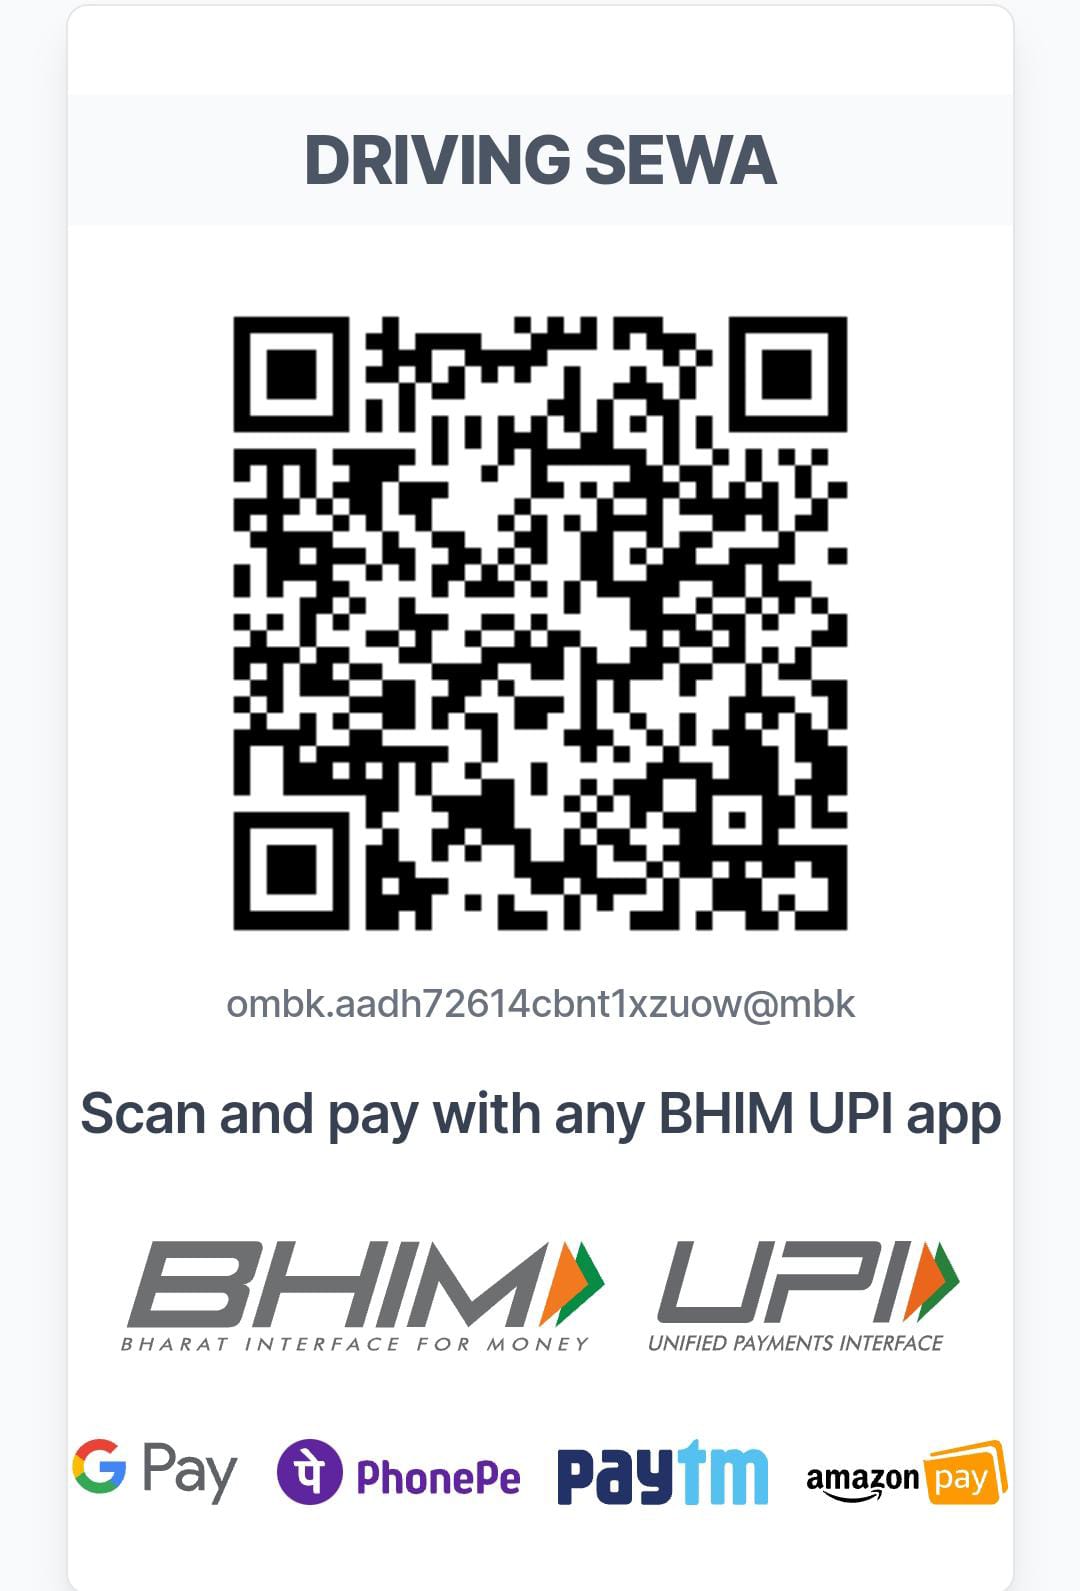 DRIVING SEWA
ombk.aadh72614cbnt1xzuow@mbk
Scan and pay with any BHIM UPI app
BHIM UPI
BHARAT INTERFACE FOR MONEY UNIFIED PAYMENTS INTERFACE
G Pay पे PhonePe paytm amazon pay